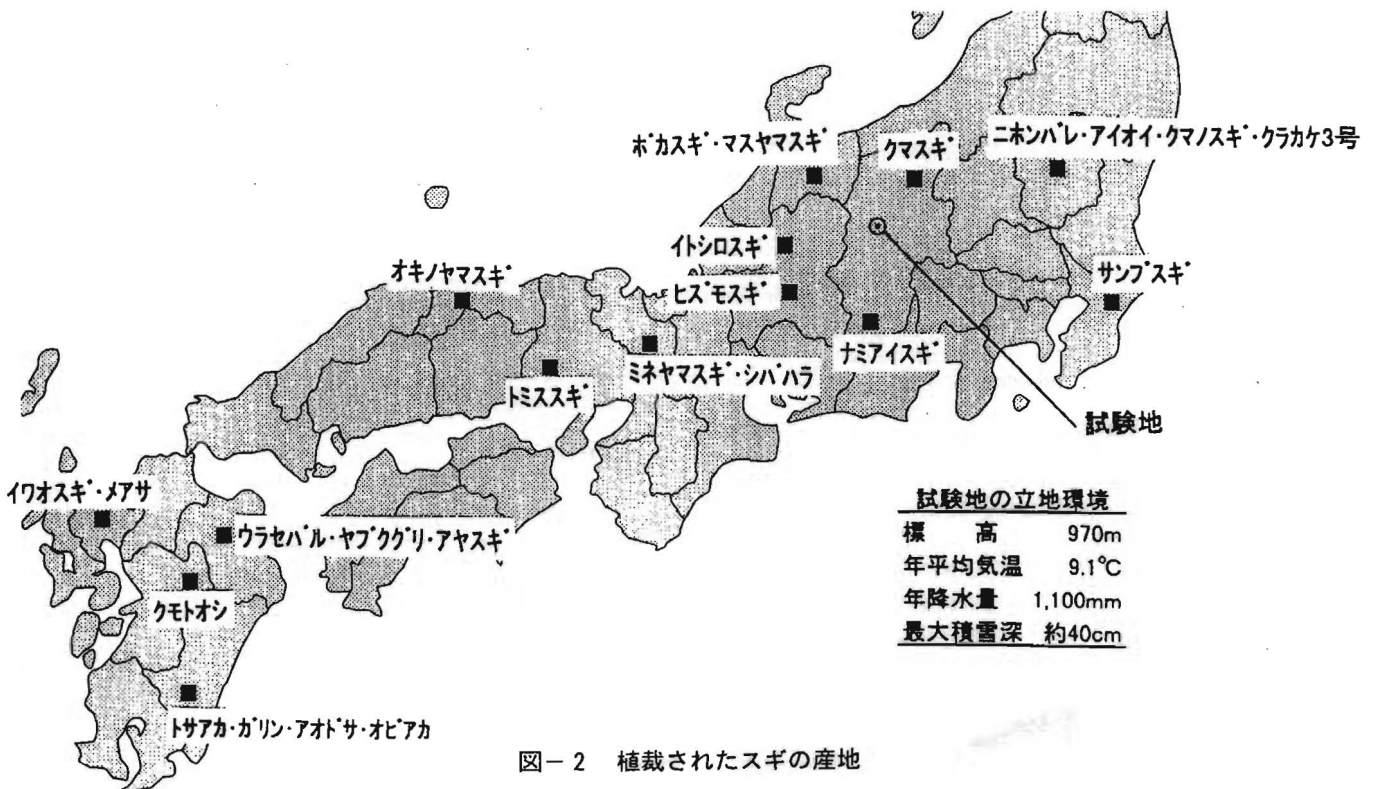 ボカスギ・マスヤマスギ
クマスギ
ニホンバレ・アイオイ・クマノスギ・クラカケ3号
イトシロスギ
サンブスギ
オキノヤマスギ
ヒズモスギ
ナミアイスギ
ミネヤマスギ・シバハラ
トミススギ
試験地
イワオスギ・メアサ
ウラセバル・ヤブククグリ・アヤスギ
クモトオシ
トサアカ・ガリン・アオドサ・オビアカ
試験地の立地環境
標高 970m
年平均気温 9.1℃
年降水量 1,100mm
最大積雪深 約40cm
図－2 植裁されたスギの産地